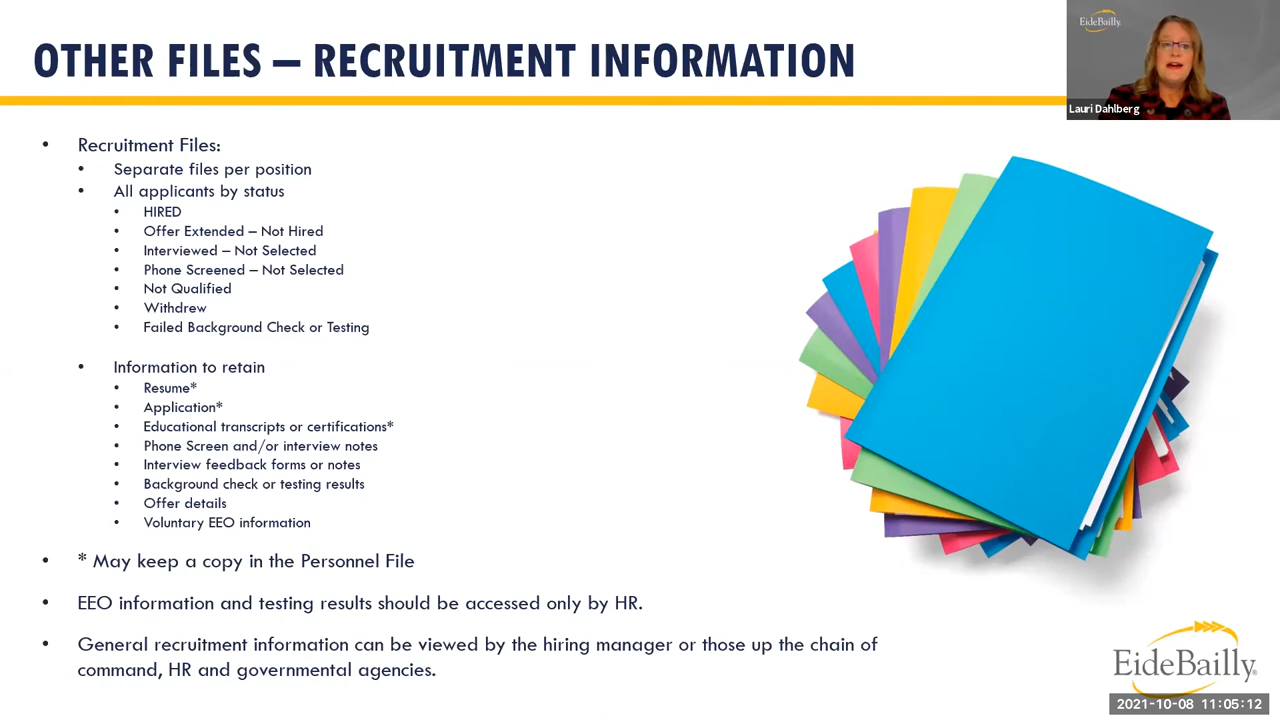 OTHER FILES – RECRUITMENT INFORMATION
EideBailly
Lauri Dahlberg
• Recruitment Files:
• Separate files per position
• All applicants by status
• HIRED
• Offer Extended – Not Hired
• Interviewed – Not Selected
• Phone Screened – Not Selected
• Not Qualified
• Withdrew
• Failed Background Check or Testing
• Information to retain
• Resume*
• Application*
• Educational transcripts or certifications*
• Phone Screen and/or interview notes
• Interview feedback forms or notes
• Background check or testing results
• Offer details
• Voluntary EEO information
• * May keep a copy in the Personnel File
• EEO information and testing results should be accessed only by HR.
• General recruitment information can be viewed by the hiring manager or those up the chain of
command, HR and governmental agencies.
EideBailly®
2021-10-08 11:05:12